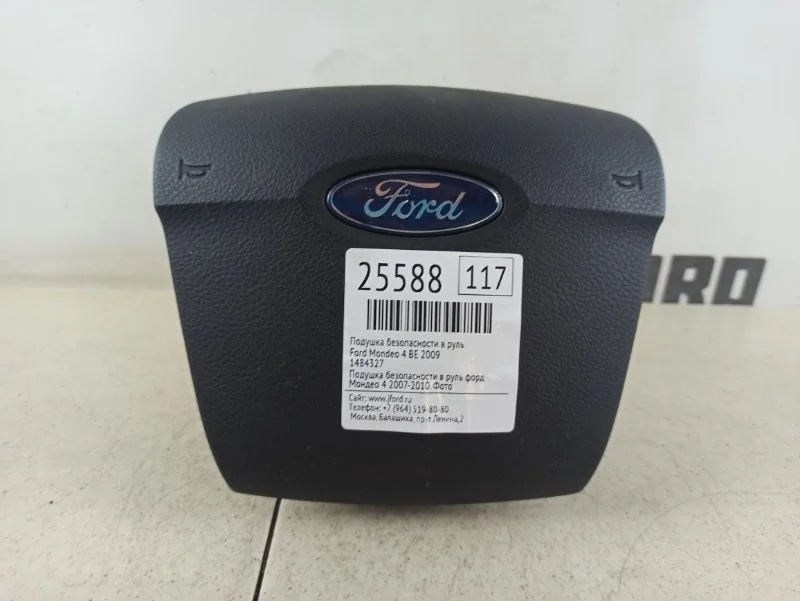 Ford
25588 117
Подушка безопасности в руль
Ford Mondeo 4 BE 2009
1484327
Подушка безопасности в руль форд
Мондео 4 2007-2010. Фото
Сайт: www.jford.ru
Телефон: +7 (964) 519-80-80
Москва, Балашиха, пр-т Ленина,2